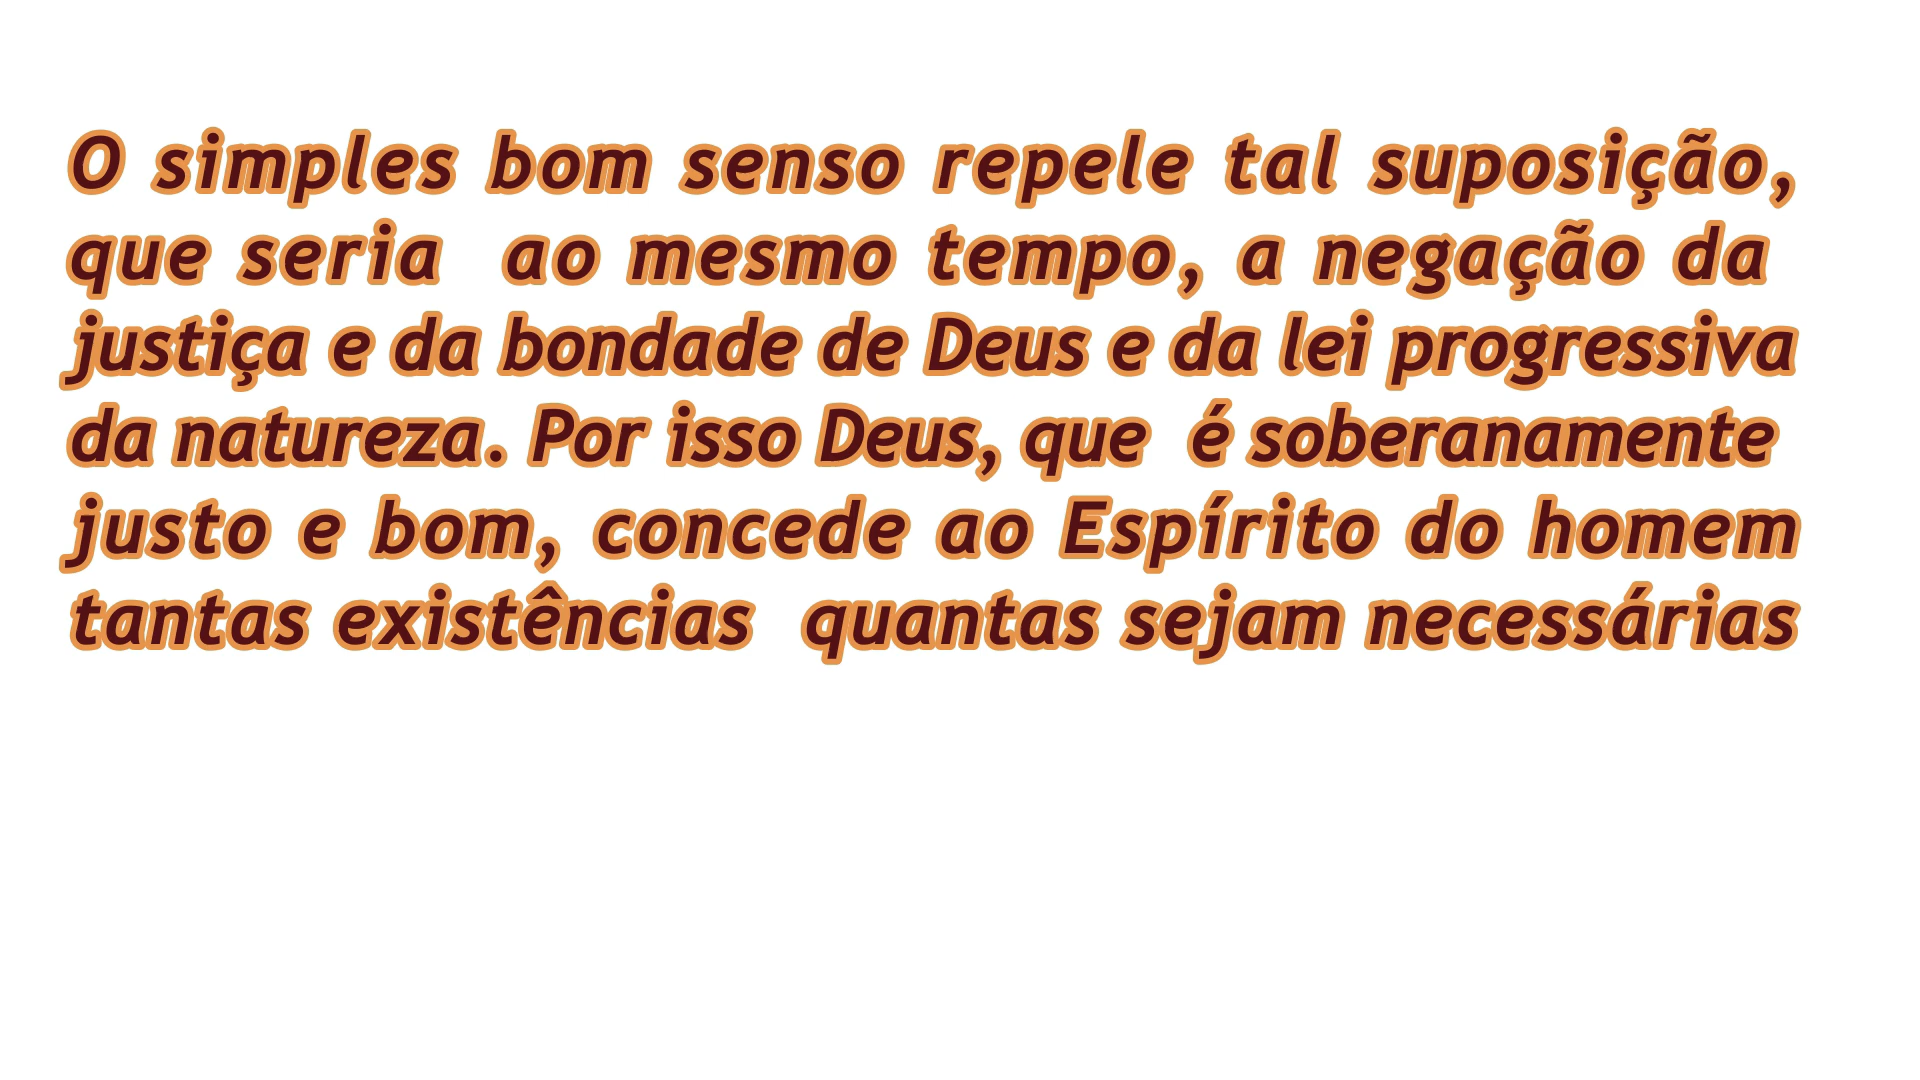 O simples bom senso repele tal suposição,
que seria  ao mesmo tempo, a negação da
justiça e da bondade de Deus e da lei progressiva
da natureza. Por isso Deus, que  é soberanamente
justo e bom, concede ao Espírito do homem
tantas existências  quantas sejam necessárias